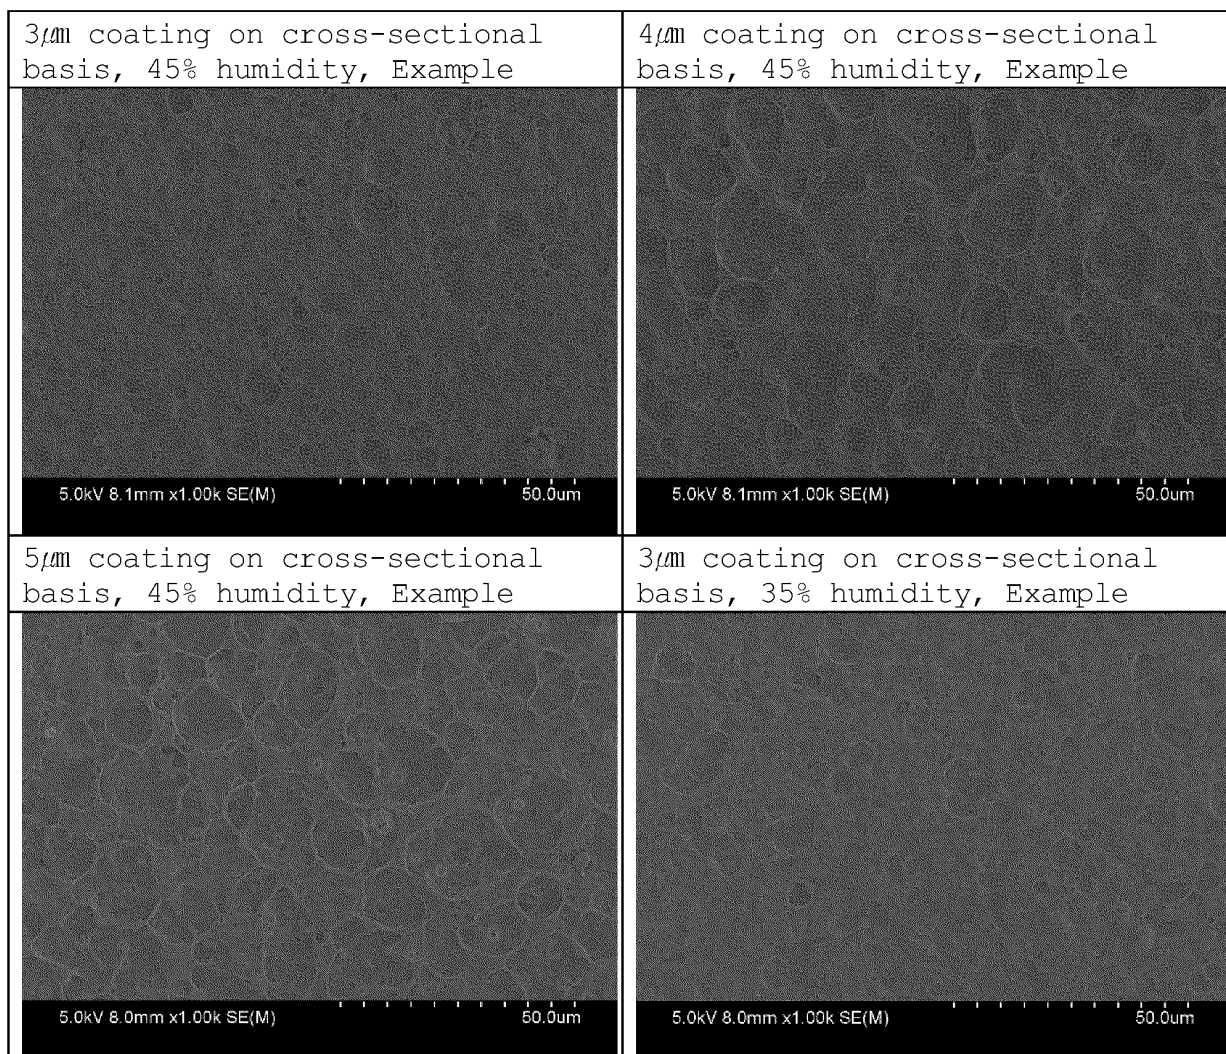 3㎛ coating on cross-sectional
basis, 45% humidity, Example
4㎛ coating on cross-sectional
basis, 45% humidity, Example
5.0kV 8.1mm x1.00k SE(M)
50.0um
5.0kV 8.1mm x1.00k SE(M)
50.0um
5㎛ coating on cross-sectional
basis, 45% humidity, Example
3㎛ coating on cross-sectional
basis, 35% humidity, Example
5.0kV 8.0mm x1.00k SE(M)
50.0um
5.0kV 8.0mm x1.00k SE(M)
50.0um